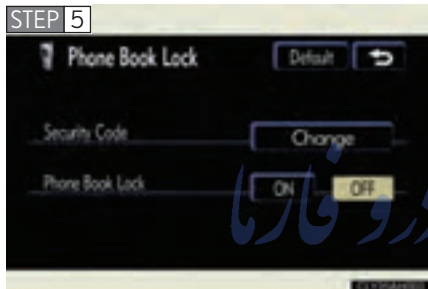 STEP 5
Phone Book Lock Default
Security Code Change
Phone Book Lock ON OFF